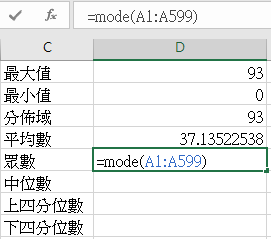 fx =mode(A1:A599)
C D
最大值 93
最小值 0
分佈域 93
平均數 37.13522538
眾數 =mode(A1:A599)
中位數
上四分位數
下四分位數